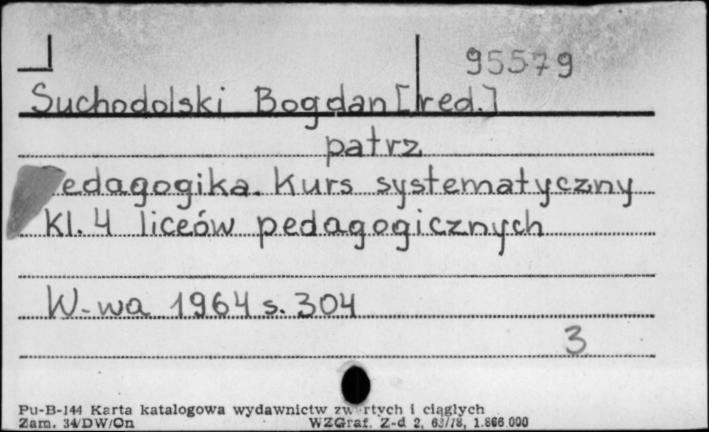 95579
Suchodolski Bogdan [red.]
patrz
edagogika. Kurs systematyczny
kl. 4 liceów pedagogicznych
W-wa 1964 s. 304
3
Pu-B-144 Karta katalogowa wydawnictw zw rtych i ciągłych
Zam. 34/DW/On WZGraf. Z-d 2, 63/78, 1.866.000